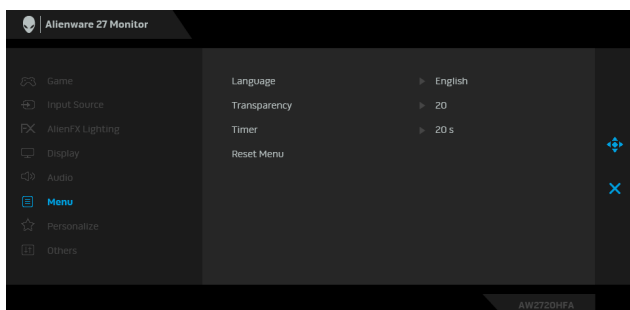 Alienware 27 Monitor
Game
Input Source
AlienFX Lighting
Display
Audio
Menu
Personalize
Others
Language English
Transparency 20
Timer 20 s
Reset Menu
AW2720HFA